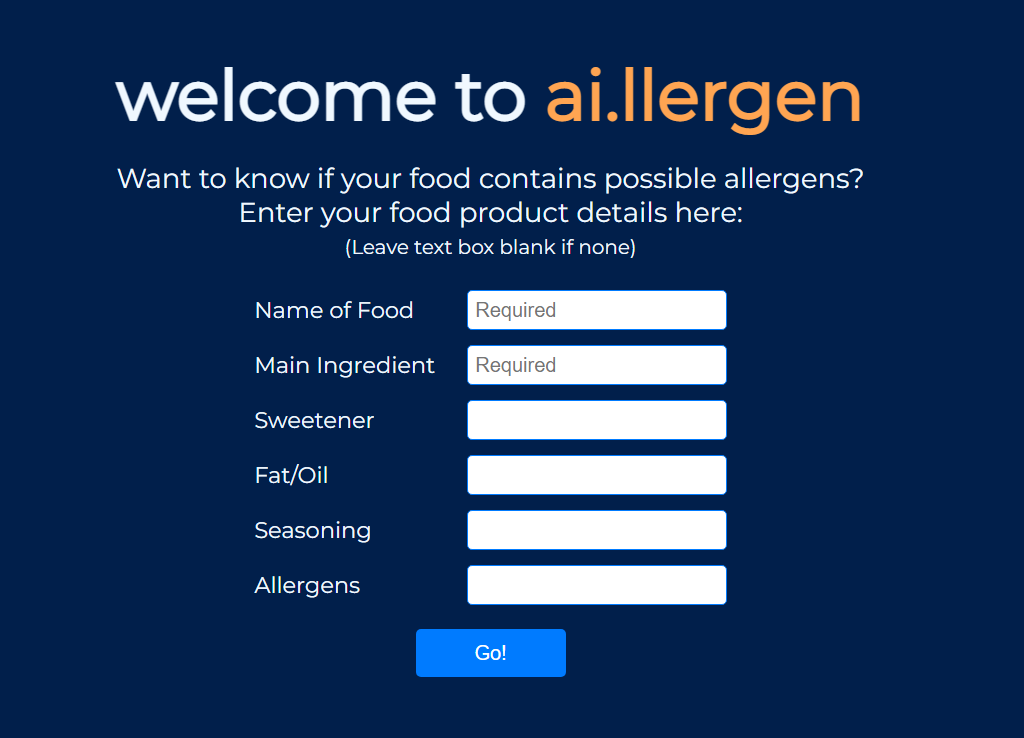 welcome to ai.llergen
Want to know if your food contains possible allergens?
Enter your food product details here:
(Leave text box blank if none)
Name of Food Required
Main Ingredient Required
Sweetener
Fat/Oil
Seasoning
Allergens
Go!